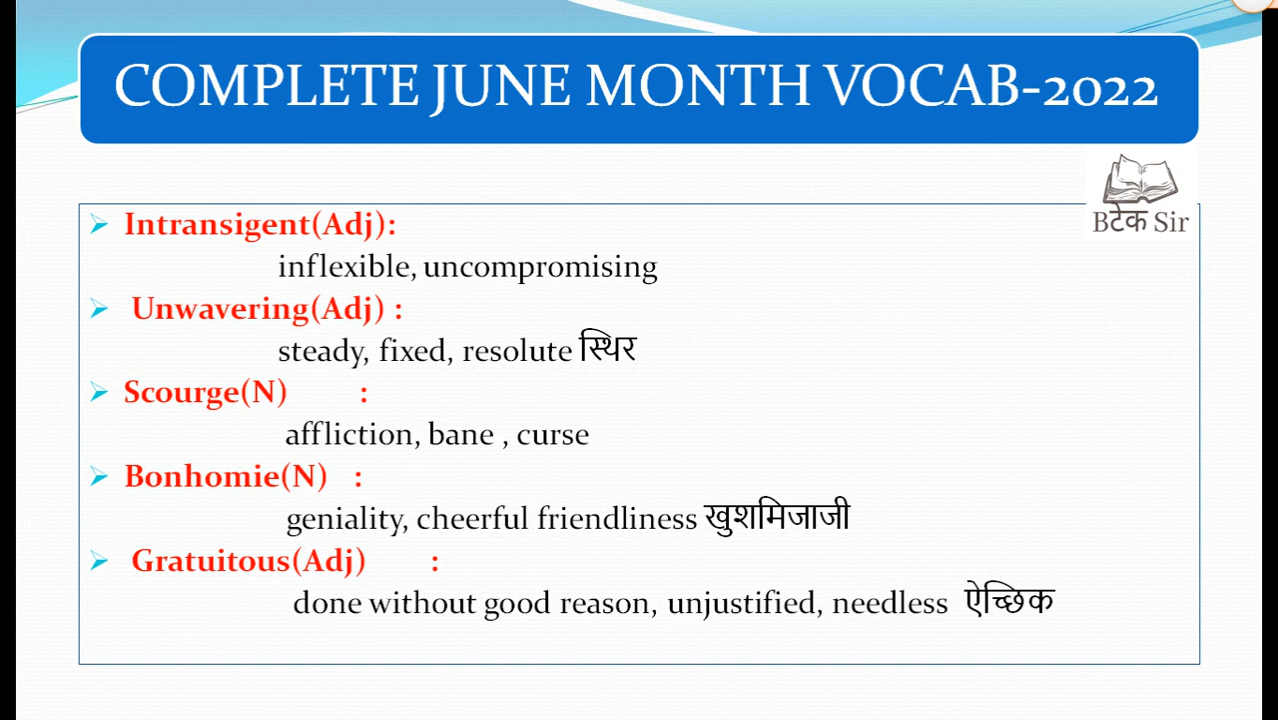 COMPLETE JUNE MONTH VOCAB-2022
Bटेक Sir
Intransigent(Adj):
inflexible, uncompromising
Unwavering(Adj) :
steady, fixed, resolute स्थिर
Scourge(N) :
affliction, bane , curse
Bonhomie(N) :
geniality, cheerful friendliness खुशमिजाजी
Gratuitous(Adj) :
done without good reason, unjustified, needless ऐच्छिक